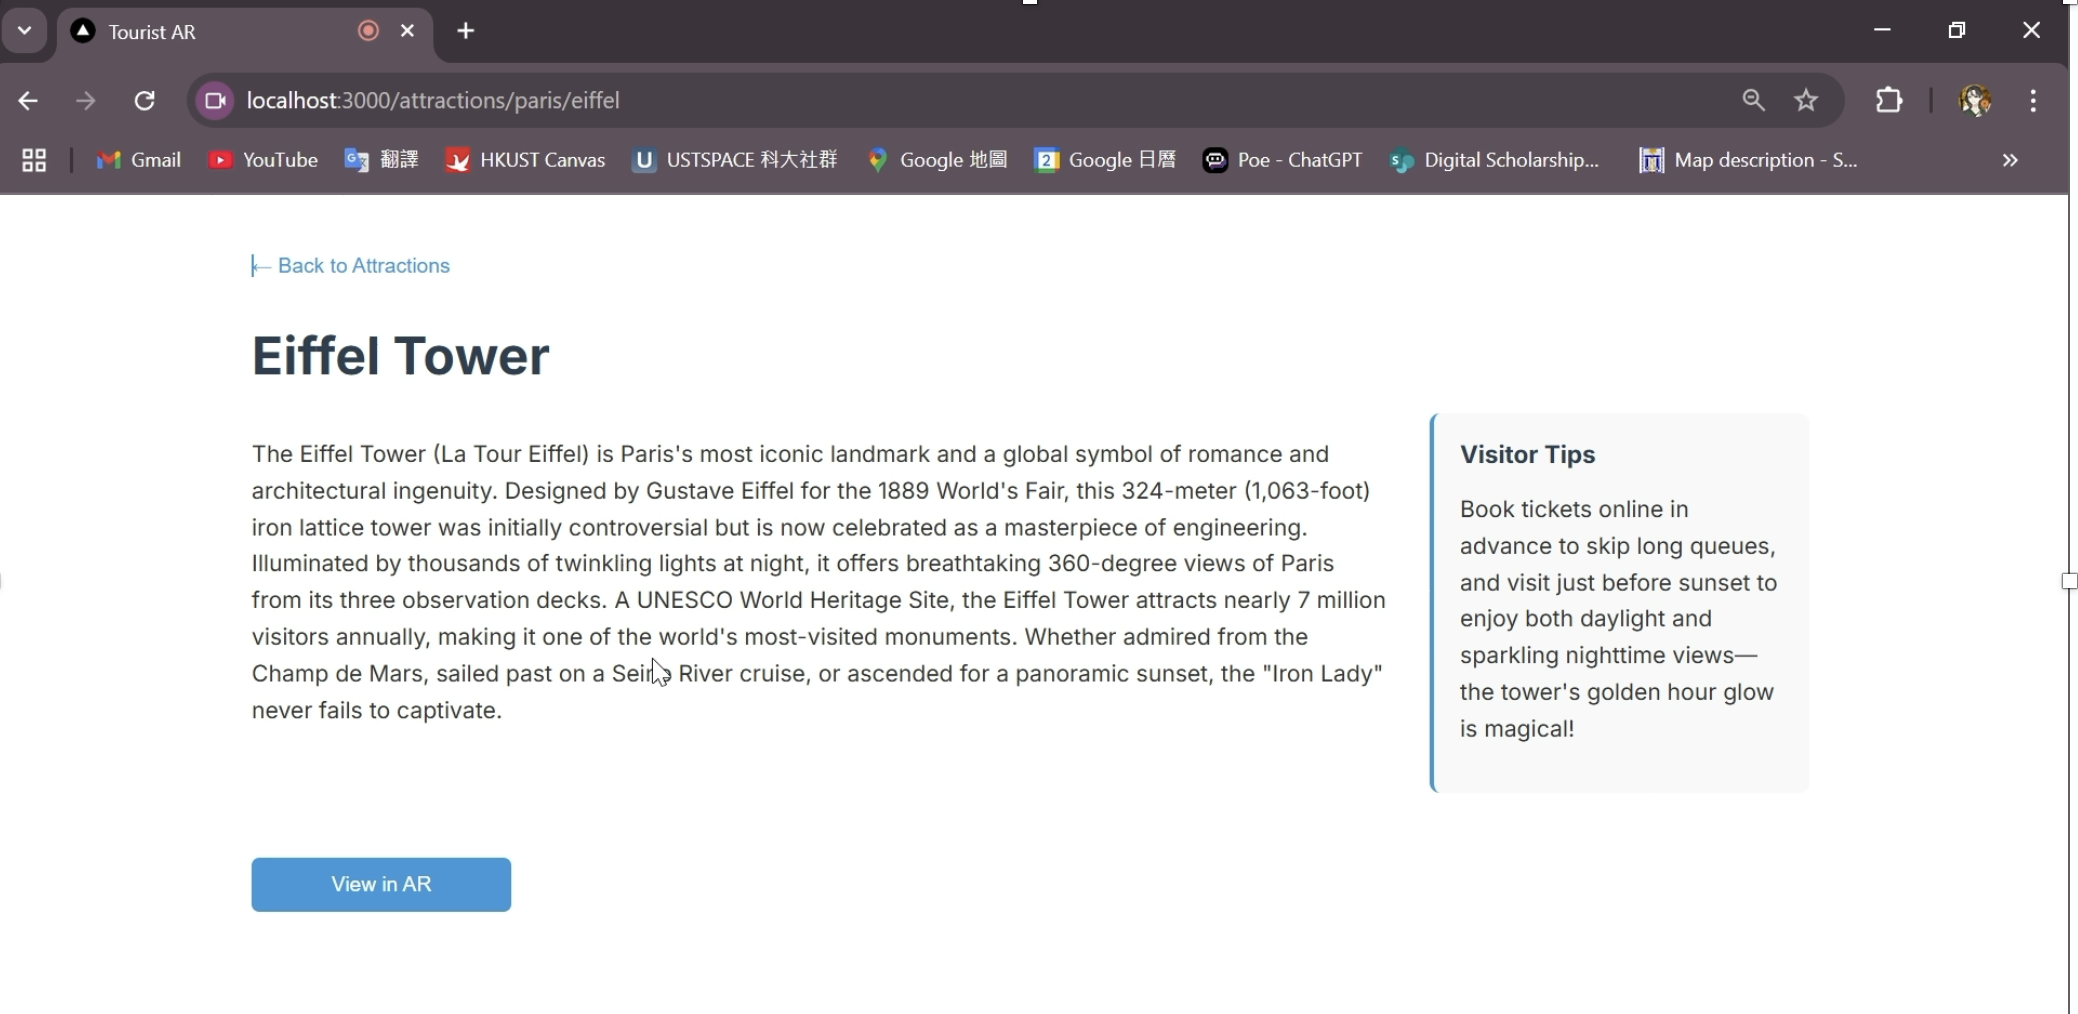 Tourist AR
localhost:3000/attractions/paris/eiffel
Gmail YouTube 翻譯 HKUST Canvas USTSPACE 科大社群 Google 地圖 Google 日曆 Poe - ChatGPT Digital Scholarship... Map description - S...
← Back to Attractions
Eiffel Tower
The Eiffel Tower (La Tour Eiffel) is Paris's most iconic landmark and a global symbol of romance and
architectural ingenuity. Designed by Gustave Eiffel for the 1889 World's Fair, this 324-meter (1,063-foot)
iron lattice tower was initially controversial but is now celebrated as a masterpiece of engineering.
Illuminated by thousands of twinkling lights at night, it offers breathtaking 360-degree views of Paris
from its three observation decks. A UNESCO World Heritage Site, the Eiffel Tower attracts nearly 7 million
visitors annually, making it one of the world's most-visited monuments. Whether admired from the
Champ de Mars, sailed past on a Seine River cruise, or ascended for a panoramic sunset, the "Iron Lady"
never fails to captivate.
Visitor Tips
Book tickets online in
advance to skip long queues,
and visit just before sunset to
enjoy both daylight and
sparkling nighttime views—
the tower's golden hour glow
is magical!
View in AR